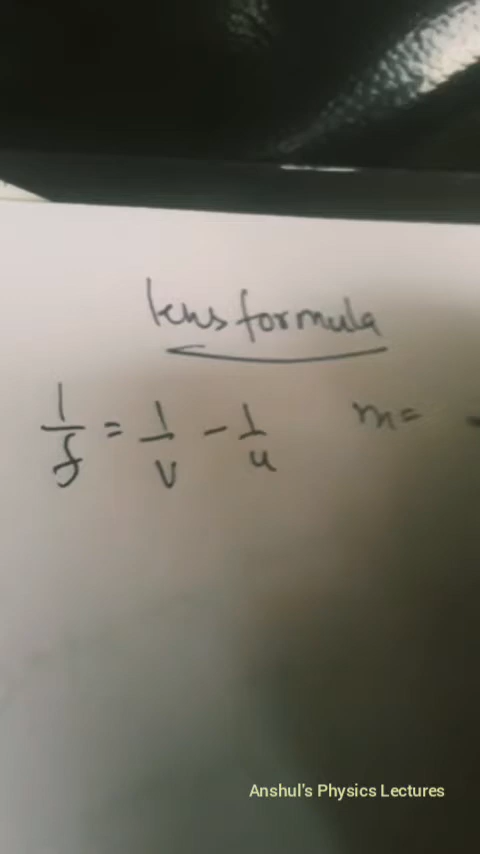 lens formula
1/f = 1/v - 1/u m =
Anshul's Physics Lectures